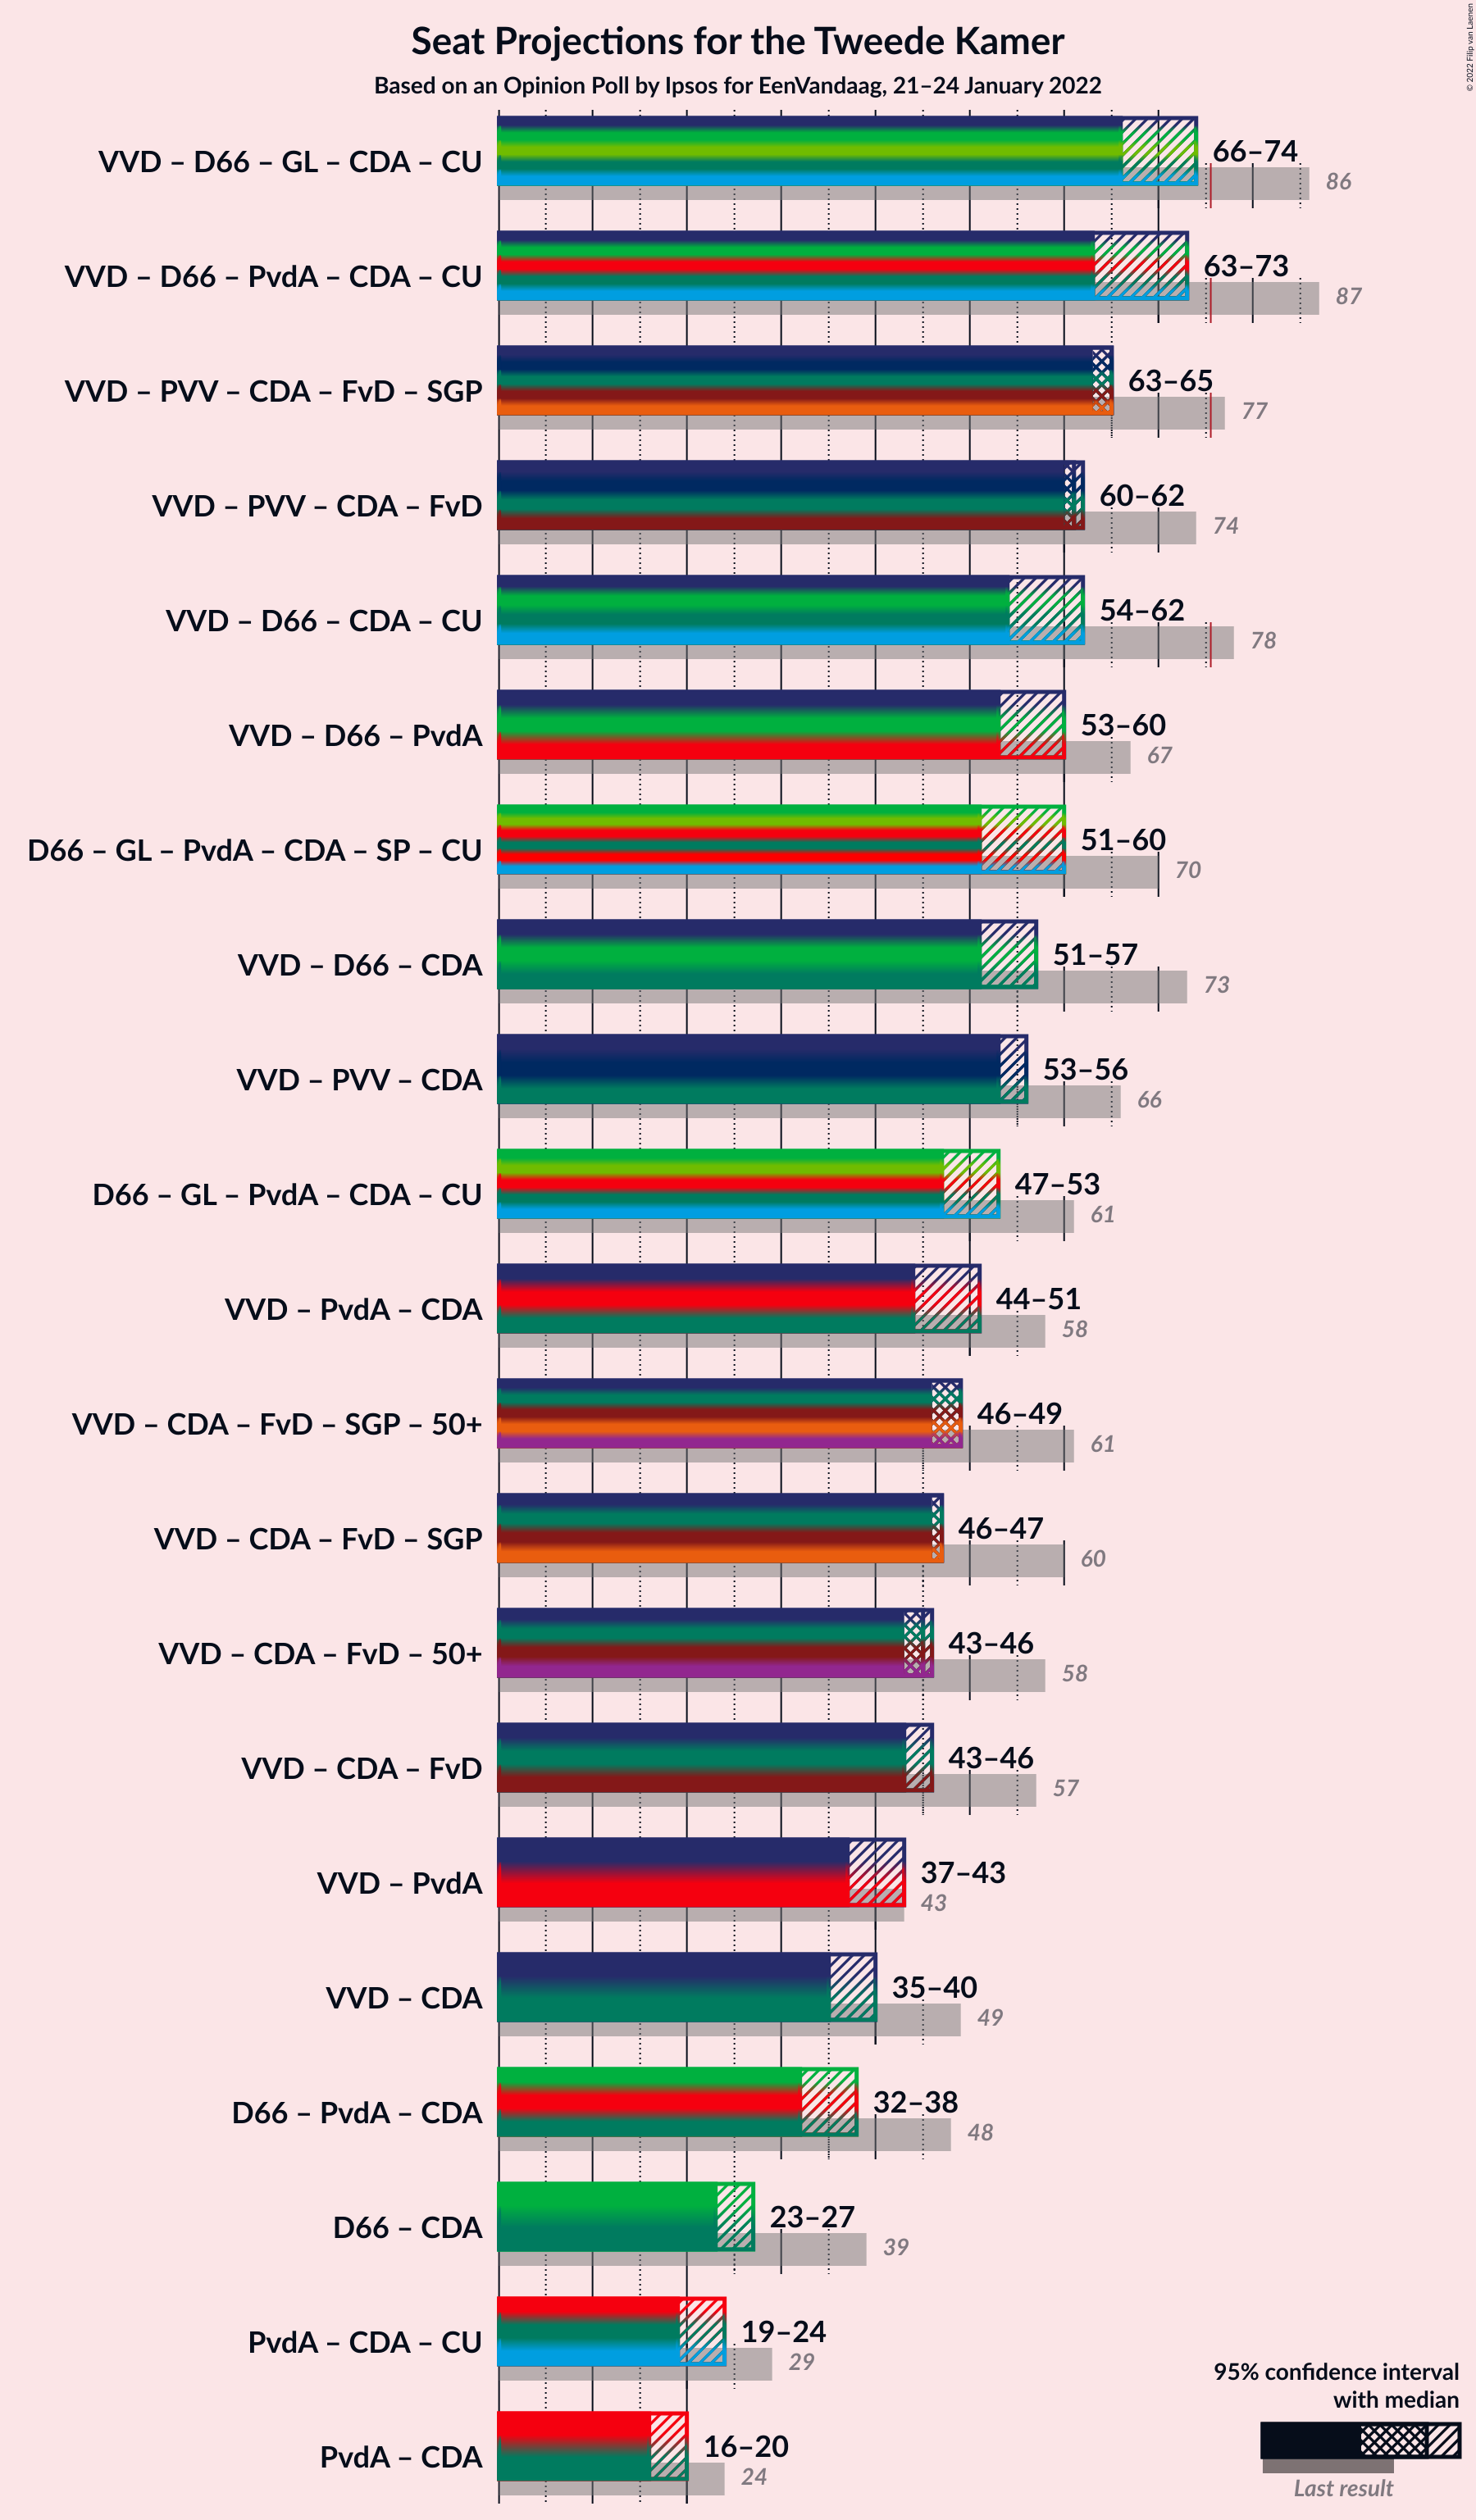 Seat Projections for the Tweede Kamer
Based on an Opinion Poll by Ipsos for EenVandaag, 21–24 January 2022
© 2022 Filip van Laenen
VVD – D66 – GL – CDA – CU
66–74
86
VVD – D66 – PvdA – CDA – CU
63–73
87
VVD – PVV – CDA – FvD – SGP
63–65
77
VVD – PVV – CDA – FvD
60–62
74
VVD – D66 – CDA – CU
54–62
78
VVD – D66 – PvdA
53–60
67
D66 – GL – PvdA – CDA – SP – CU
51–60
70
VVD – D66 – CDA
51–57
73
VVD – PVV – CDA
53–56
66
D66 – GL – PvdA – CDA – CU
47–53
61
VVD – PvdA – CDA
44–51
58
VVD – CDA – FvD – SGP – 50+
46–49
61
VVD – CDA – FvD – SGP
46–47
60
VVD – CDA – FvD – 50+
43–46
58
VVD – CDA – FvD
43–46
57
VVD – PvdA
37–43
43
VVD – CDA
35–40
49
D66 – PvdA – CDA
32–38
48
D66 – CDA
23–27
39
PvdA – CDA – CU
19–24
29
PvdA – CDA
16–20
24
95% confidence interval
with median
Last result